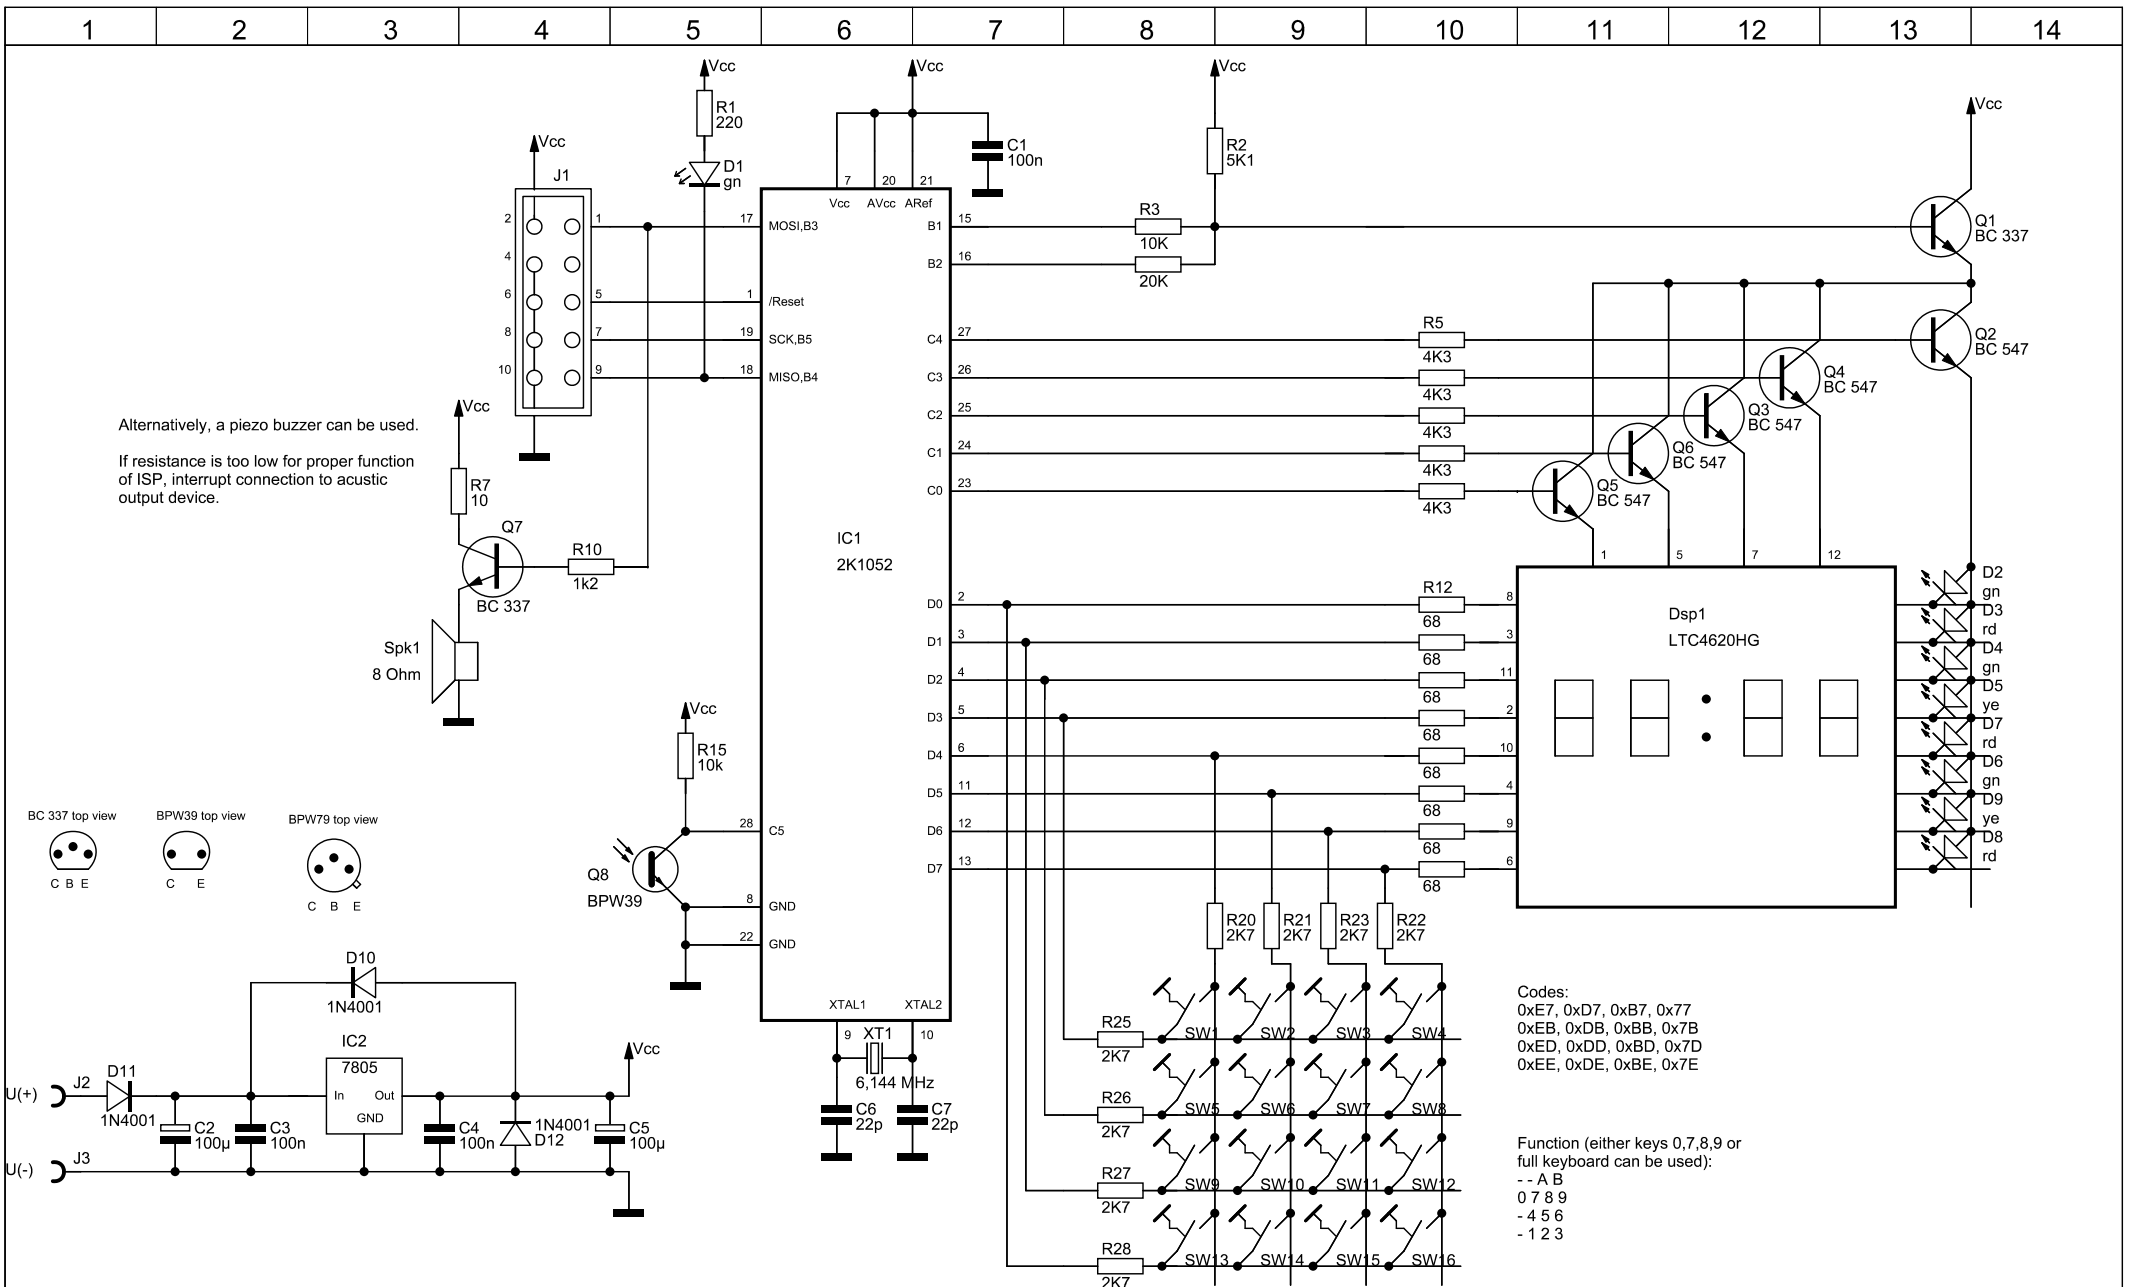 1 2 3 4 5 6 7 8 9 10 11 12 13 14
Vcc
R1
220
D1
gn
Vcc
C1
100n
Vcc
R2
5K1
Vcc
Vcc
J1
2 1
4
6 5
8 7
10 9
17 MOSI,B3
1 /Reset
19 SCK,B5
18 MISO,B4
7 20 21
Vcc AVcc ARef
B1 15
B2 16
R3
10K
20K
Q1
BC 337
C4 27
C3 26
C2 25
C1 24
C0 23
R5
4K3
4K3
4K3
4K3
4K3
Q2
BC 547
Q4
BC 547
Q3
BC 547
Q6
BC 547
Q5
BC 547
Alternatively, a piezo buzzer can be used.
If resistance is too low for proper function
of ISP, interrupt connection to acustic
output device.
Vcc
R7
10
Q7
BC 337
R10
1k2
Spk1
8 Ohm
IC1
2K1052
1 5 7 12
D0 2
D1 3
D2 4
D3 5
D4 6
D5 11
D6 12
D7 13
R12
68
68
68
68
68
68
68
68
8
3
11
2
10
4
9
6
Dsp1
LTC4620HG
D2
gn
D3
rd
D4
gn
D5
ye
D7
rd
D6
gn
D9
ye
D8
rd
Vcc
R15
10k
28 C5
Q8
BPW39
8 GND
22 GND
BC 337 top view
C B E
BPW39 top view
C E
BPW79 top view
C B E
XTAL1 XTAL2
9 XT1 10
6,144 MHz
C6
22p
C7
22p
D10
1N4001
IC2
7805
In Out
GND
Vcc
U(+) J2
D11
1N4001
C2
100µ
C3
100n
C4
100n
1N4001
D12
C5
100µ
U(-) J3
R20
2K7
R21
2K7
R23
2K7
R22
2K7
R25
2K7
SW1 SW2 SW3 SW4
R26
2K7
SW5 SW6 SW7 SW8
R27
2K7
SW9 SW10 SW11 SW12
R28
2K7
SW13 SW14 SW15 SW16
Codes:
0xE7, 0xD7, 0xB7, 0x77
0xEB, 0xDB, 0xBB, 0x7B
0xED, 0xDD, 0xBD, 0x7D
0xEE, 0xDE, 0xBE, 0x7E
Function (either keys 0,7,8,9 or
full keyboard can be used):
- - A B
0 7 8 9
- 4 5 6
- 1 2 3